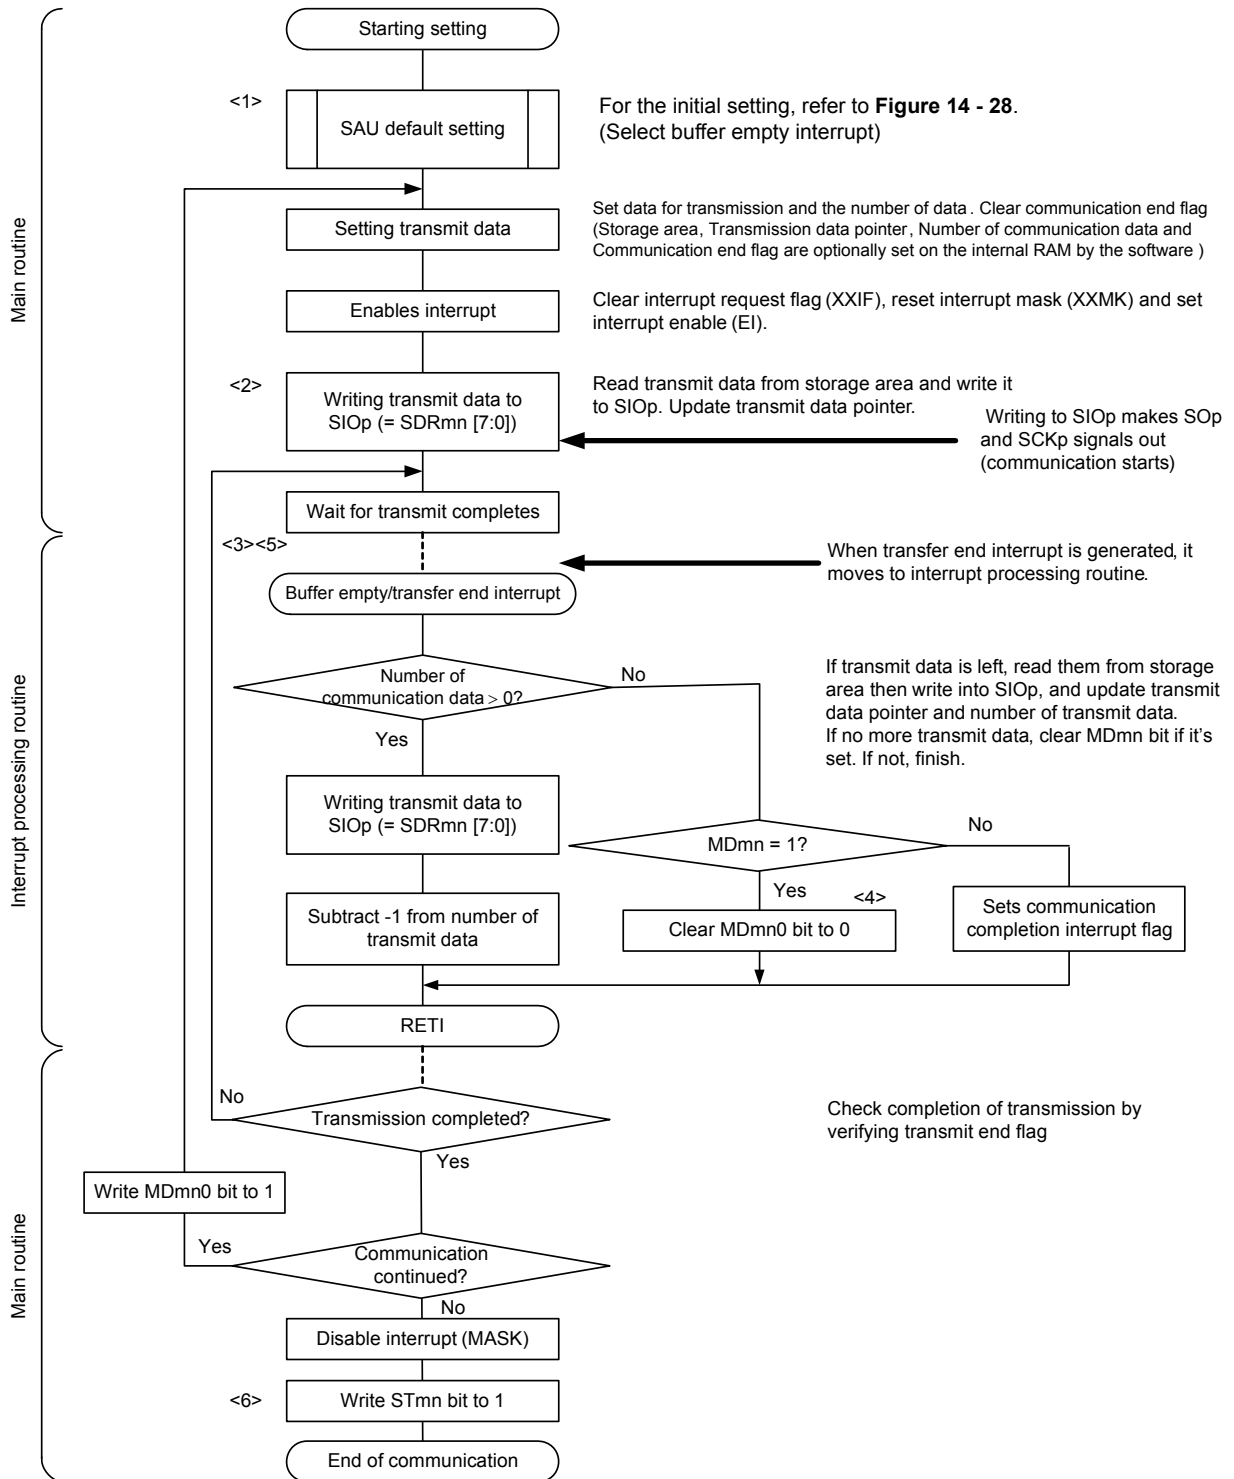 Starting setting
<1>
SAU default setting
For the initial setting, refer to Figure 14 - 28.
(Select buffer empty interrupt)
Main routine
Setting transmit data
Set data for transmission and the number of data. Clear communication end flag
(Storage area, Transmission data pointer, Number of communication data and
Communication end flag are optionally set on the internal RAM by the software )
Enables interrupt
Clear interrupt request flag (XXIF), reset interrupt mask (XXMK) and set
interrupt enable (EI).
<2>
Writing transmit data to
SIOp (= SDRmn [7:0])
Read transmit data from storage area and write it
to SIOp. Update transmit data pointer.
Writing to SIOp makes SOp
and SCKp signals out
(communication starts)
Wait for transmit completes
<3><5>
When transfer end interrupt is generated, it
moves to interrupt processing routine.
Buffer empty/transfer end interrupt
Interrupt processing routine
Number of
communication data > 0?
No
Yes
If transmit data is left, read them from storage
area then write into SIOp, and update transmit
data pointer and number of transmit data.
If no more transmit data, clear MDmn bit if it's
set. If not, finish.
Writing transmit data to
SIOp (= SDRmn [7:0])
MDmn = 1?
No
Yes
<4>
Subtract -1 from number of
transmit data
Clear MDmn0 bit to 0
Sets communication
completion interrupt flag
RETI
Main routine
No
Transmission completed?
Yes
Check completion of transmission by
verifying transmit end flag
Write MDmn0 bit to 1
Yes
Communication
continued?
No
Disable interrupt (MASK)
<6>
Write STmn bit to 1
End of communication